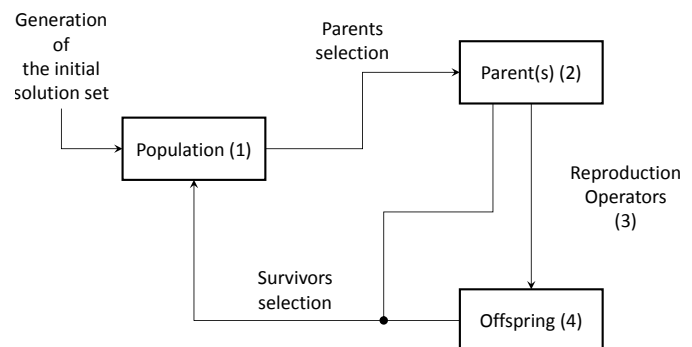 Generation
of
the initial
solution set
Parents
selection
Parent(s) (2)
Population (1)
Reproduction
Operators
(3)
Survivors
selection
Offspring (4)